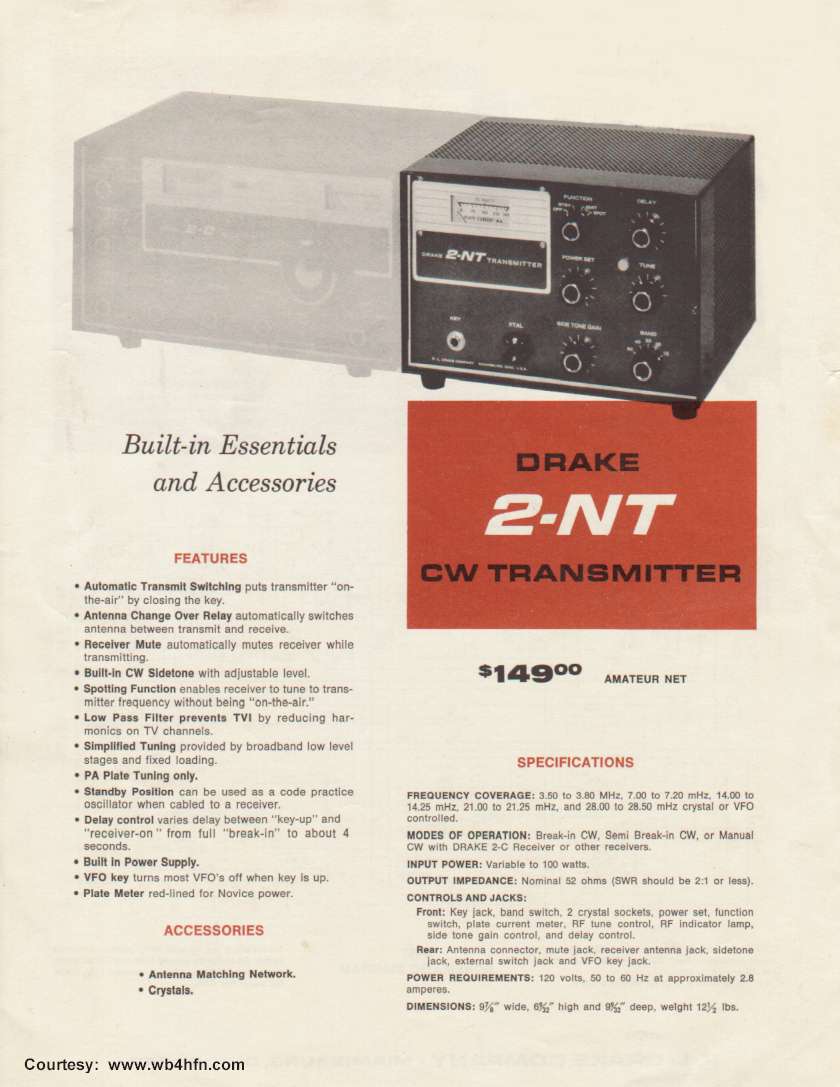 FUNCTION
DELAY
DRAKE 2-NT TRANSMITTER
POWER SET
TUNE
KEY
XTAL
SIDE TONE GAIN
BAND
Built-in Essentials
and Accessories
FEATURES
• Automatic Transmit Switching puts transmitter "on-
the-air" by closing the key.
• Antenna Change Over Relay automatically switches
antenna between transmit and receive.
• Receiver Mute automatically mutes receiver while
transmitting.
• Built-in CW Sidetone with adjustable level.
• Spotting Function enables receiver to tune to trans-
mitter frequency without being "on-the-air."
• Low Pass Filter prevents TVI by reducing har-
monics on TV channels.
• Simplified Tuning provided by broadband low level
stages and fixed loading.
• PA Plate Tuning only.
• Standby Position can be used as a code practice
oscillator when cabled to a receiver.
• Delay control varies delay between "key-up" and
"receiver-on" from full "break-in" to about 4
seconds.
• Built in Power Supply.
• VFO key turns most VFO's off when key is up.
• Plate Meter red-lined for Novice power.
ACCESSORIES
• Antenna Matching Network.
• Crystals.
DRAKE
2-NT
CW TRANSMITTER
$149⁰⁰ AMATEUR NET
SPECIFICATIONS
FREQUENCY COVERAGE: 3.50 to 3.80 MHz, 7.00 to 7.20 mHz, 14.00 to
14.25 mHz, 21.00 to 21.25 mHz, and 28.00 to 28.50 mHz crystal or VFO
controlled.
MODES OF OPERATION: Break-in CW, Semi Break-in CW, or Manual
CW with DRAKE 2-C Receiver or other receivers.
INPUT POWER: Variable to 100 watts.
OUTPUT IMPEDANCE: Nominal 52 ohms (SWR should be 2:1 or less).
CONTROLS AND JACKS:
Front: Key jack, band switch, 2 crystal sockets, power set, function
switch, plate current meter, RF tune control, RF indicator lamp,
side tone gain control, and delay control.
Rear: Antenna connector, mute jack, receiver antenna jack, sidetone
jack, external switch jack and VFO key jack.
POWER REQUIREMENTS: 120 volts, 50 to 60 Hz at approximately 2.8
amperes.
DIMENSIONS: 9⅞" wide, high and deep, weight 12½ lbs.
Courtesy: www.wb4hfn.com